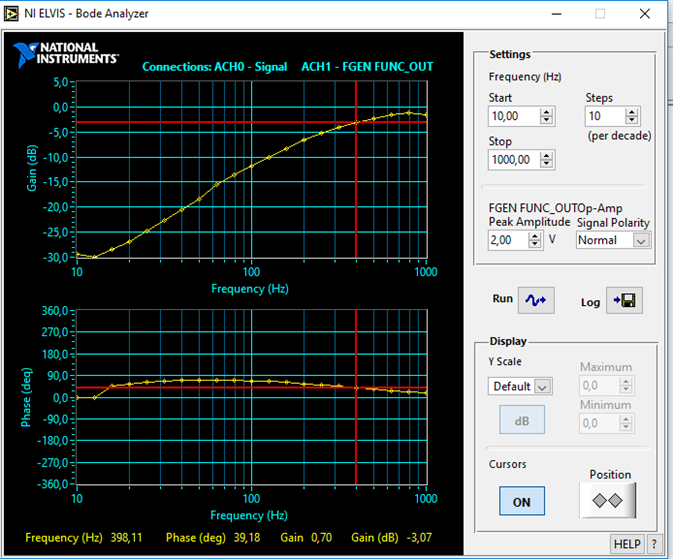 NI ELVIS - Bode Analyzer
NATIONAL
INSTRUMENTS™
Connections: ACH0 - Signal ACH1 - FGEN FUNC_OUT
5,0
0,0
-5,0
-10,0
-15,0
-20,0
-25,0
-30,0
Gain (dB)
10 100 1000
Frequency (Hz)
360,0
270,0
180,0
90,0
0,0
-90,0
-180,0
-270,0
-360,0
Phase (deq)
10 100 1000
Frequency (Hz)
Frequency (Hz) 398,11 Phase (deg) 39,18 Gain 0,70 Gain (dB) -3,07
Settings
Frequency (Hz)
Start Steps
10,00 10
(per decade)
Stop
1000,00
FGEN FUNC_OUT Op-Amp
Peak Amplitude Signal Polarity
2,00 V Normal
Run Log
Display
Y Scale Maximum
Default 0,0
Minimum
dB 0,0
Cursors Position
ON
HELP ?